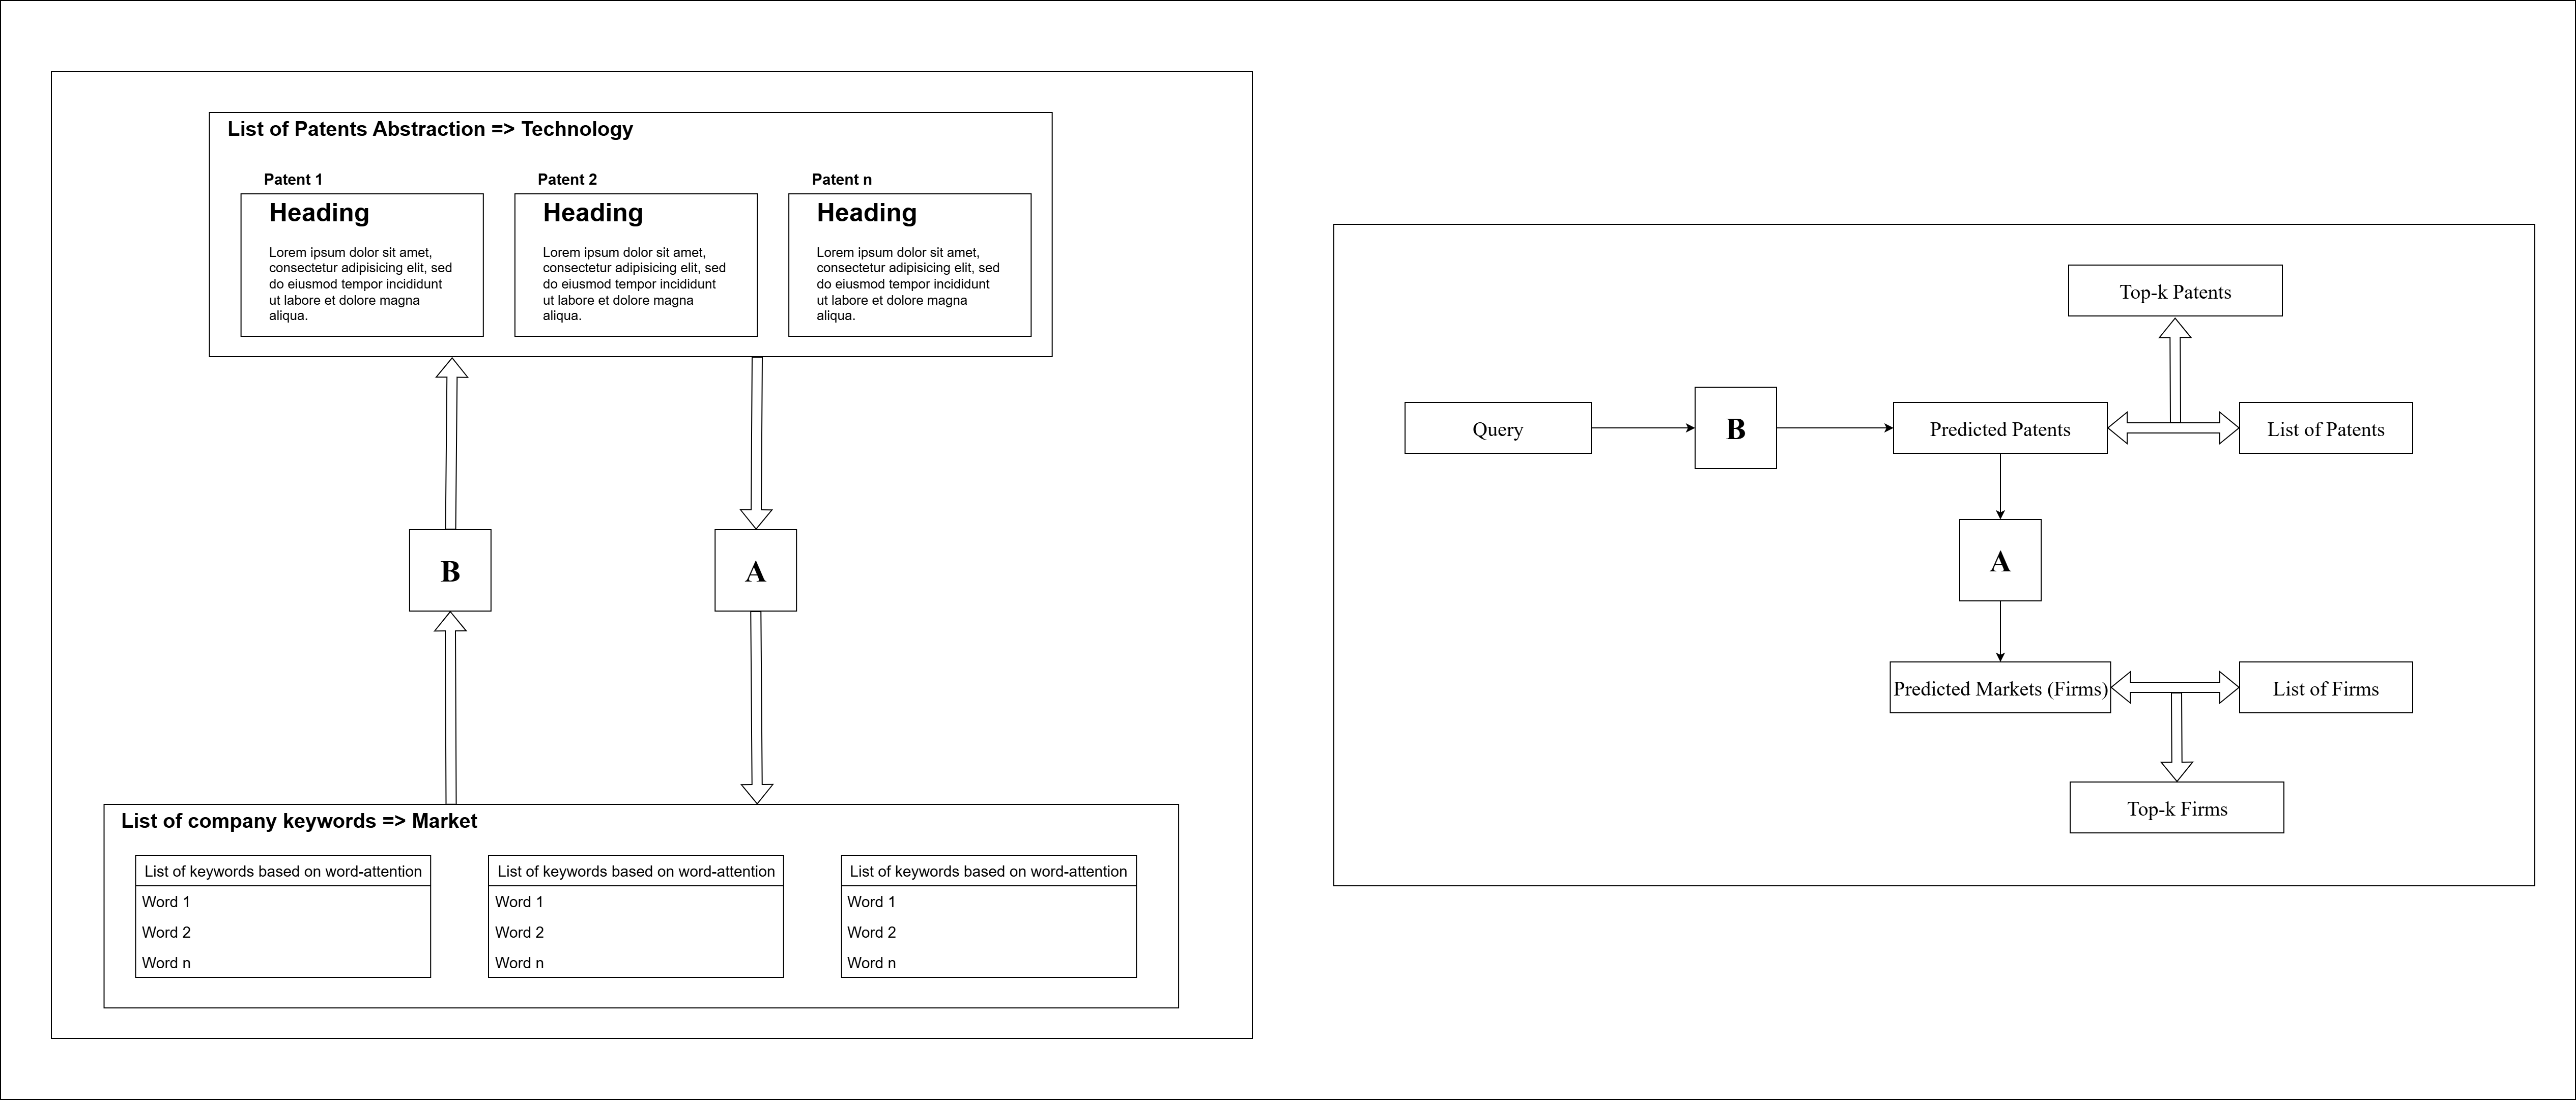 List of Patents Abstraction => Technology
Patent 1
Heading
Lorem ipsum dolor sit amet,
consectetur adipisicing elit, sed
do eiusmod tempor incididunt
ut labore et dolore magna
aliqua.
Patent 2
Heading
Lorem ipsum dolor sit amet,
consectetur adipisicing elit, sed
do eiusmod tempor incididunt
ut labore et dolore magna
aliqua.
Patent n
Heading
Lorem ipsum dolor sit amet,
consectetur adipisicing elit, sed
do eiusmod tempor incididunt
ut labore et dolore magna
aliqua.
B
A
List of company keywords => Market
List of keywords based on word-attention
Word 1
Word 2
Word n
List of keywords based on word-attention
Word 1
Word 2
Word n
List of keywords based on word-attention
Word 1
Word 2
Word n
Top-k Patents
Query
B
Predicted Patents
List of Patents
A
Predicted Markets (Firms)
List of Firms
Top-k Firms